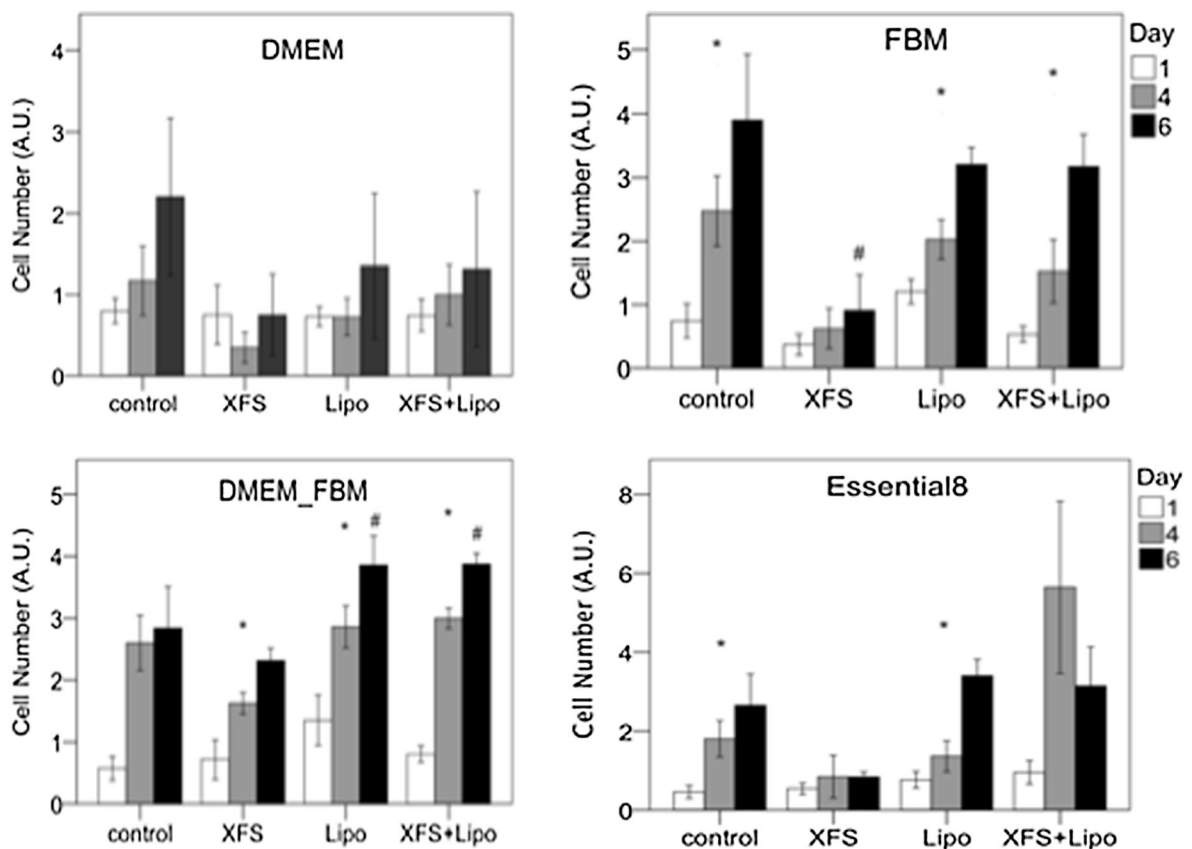 DMEM
Cell Number (A.U.)
4
3
2
1
0
control XFS Lipo XFS+Lipo
FBM
Cell Number (A.U.)
5
4
3
2
1
0
* # * *
control XFS Lipo XFS+Lipo
Day
1
4
6
DMEM_FBM
Cell Number (A.U.)
5
4
3
2
1
0
* * # * #
control XFS Lipo XFS+Lipo
Essential8
Cell Number (A.U.)
8
6
4
2
0
* *
control XFS Lipo XFS+Lipo
Day
1
4
6